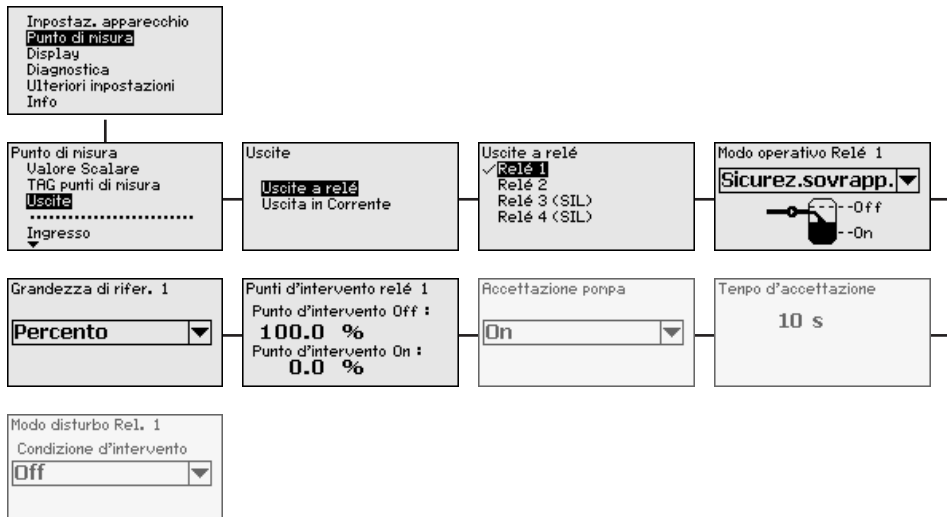 Impostaz. apparecchio
Punto di misura
Display
Diagnostica
Ulteriori impostazioni
Info
Punto di misura
Valore Scalare
TAG punti di misura
Uscite
Ingresso
Uscite
Uscite a relé
Uscita in Corrente
Uscite a relé
Relé 1
Relé 2
Relé 3 (SIL)
Relé 4 (SIL)
Modo operativo Relé 1
Sicurez.sovrapp.
Off
On
Grandezza di rifer. 1
Percento
Punti d'intervento relé 1
Punto d'intervento Off :
100.0 %
Punto d'intervento On :
0.0 %
Accettazione pompa
On
Tempo d'accettazione
10 s
Modo disturbo Rel. 1
Condizione d'intervento
Off